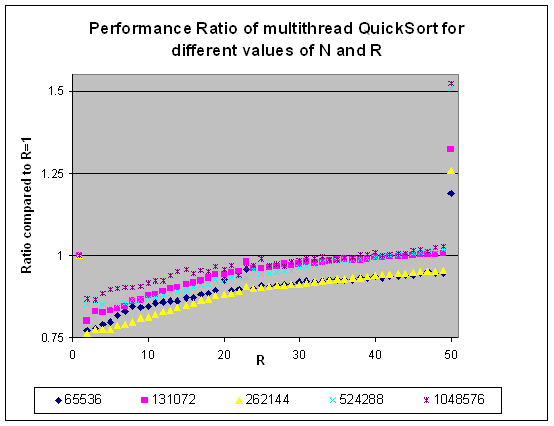 Performance Ratio of multithread QuickSort for
different values of N and R
Ratio compared to R=1
1.5
1.25
1
0.75
0 10 20 30 40 50
R
65536 131072 262144 524288 1048576